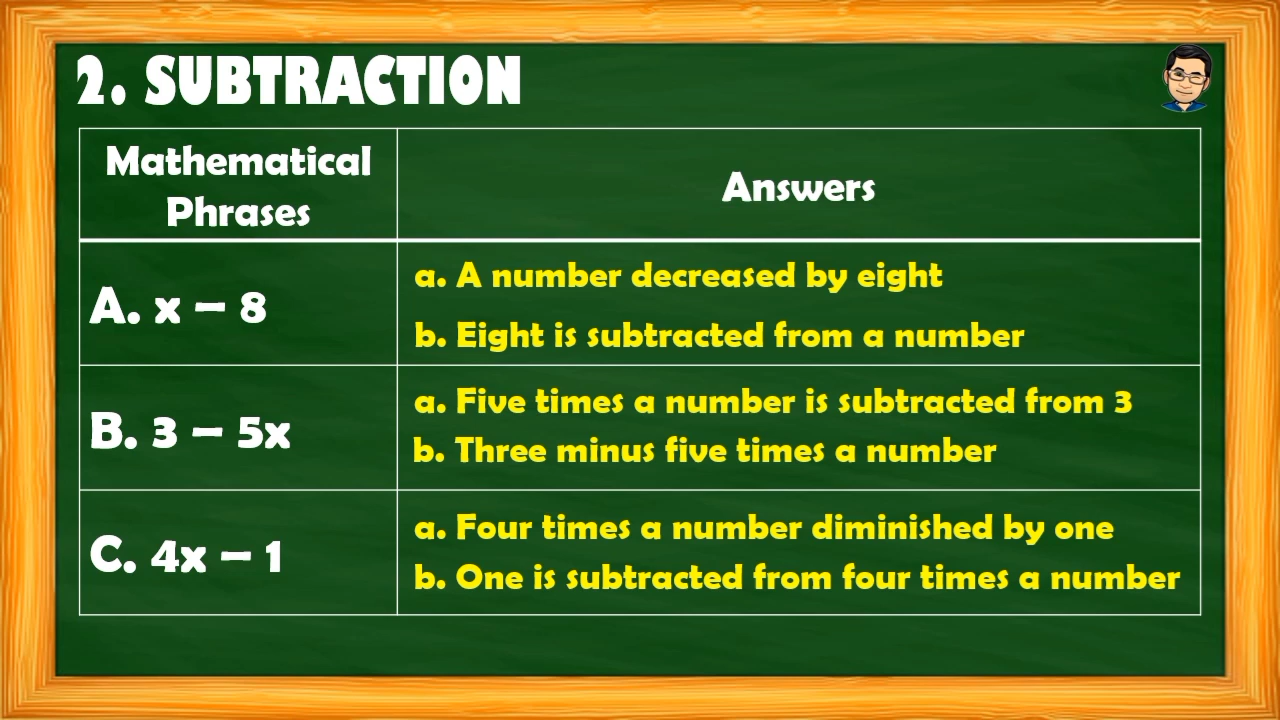 2. SUBTRACTION
Mathematical
Phrases
Answers
A. x – 8
a. A number decreased by eight
b. Eight is subtracted from a number
B. 3 – 5x
a. Five times a number is subtracted from 3
b. Three minus five times a number
C. 4x – 1
a. Four times a number diminished by one
b. One is subtracted from four times a number